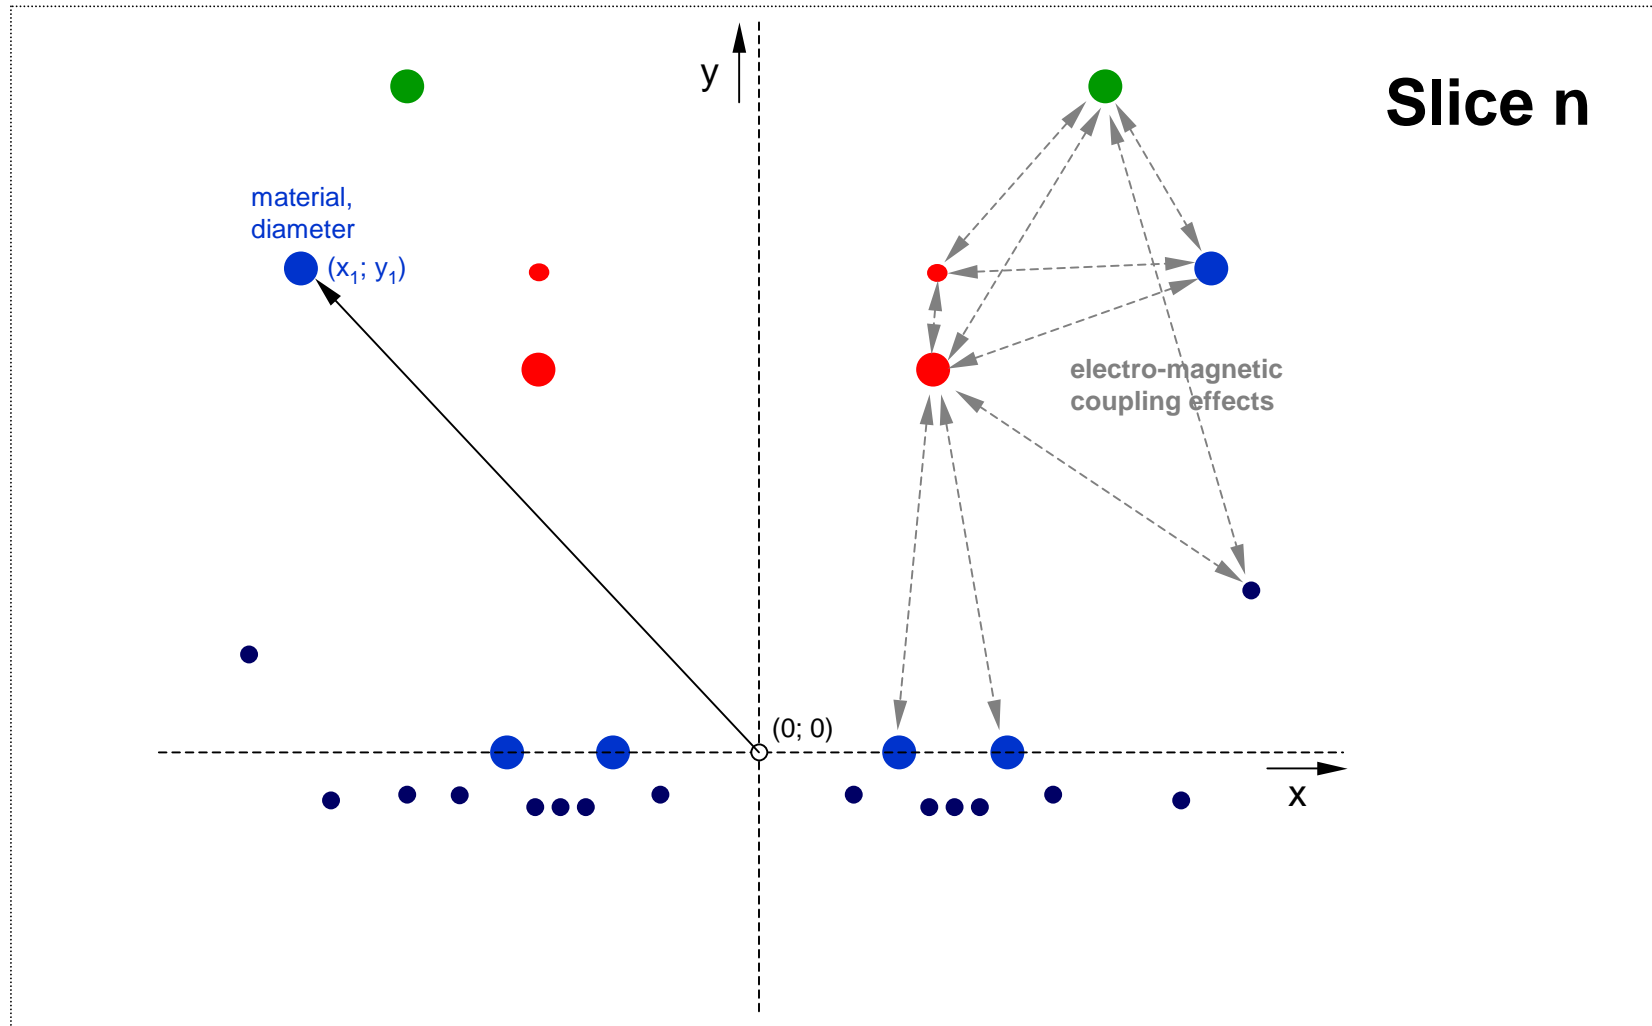 Slice n
y
material,
diameter
(x₁; y₁)
electro-magnetic
coupling effects
(0; 0)
x